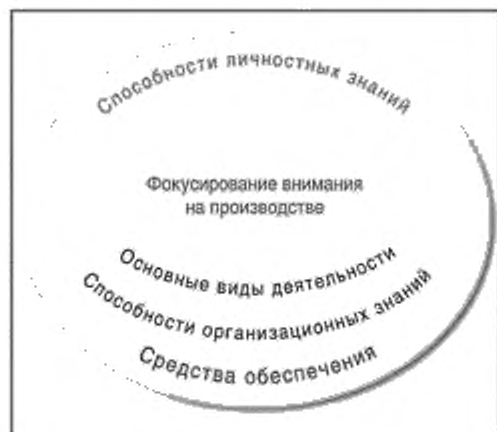 Способности личностных знаний
Фокусирование внимания
на производстве
Основные виды деятельности
Способности организационных знаний
Средства обеспечения